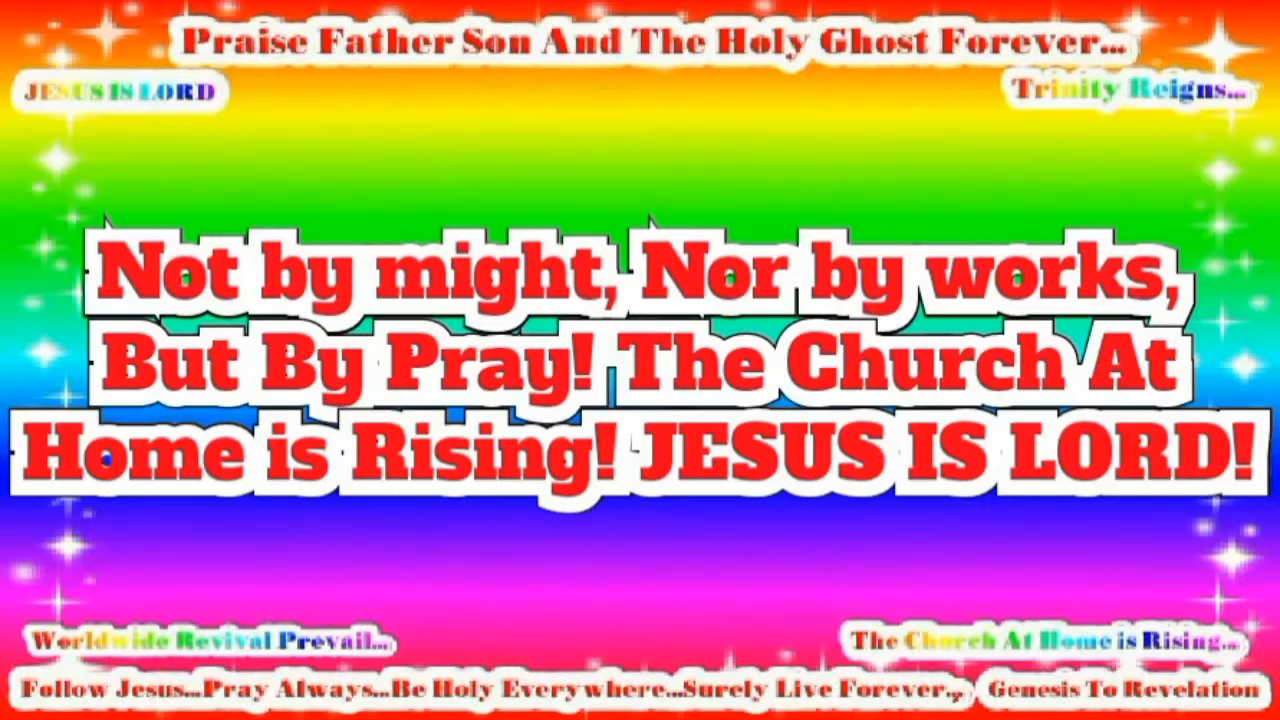 Praise Father Son And The Holy Ghost Forever...
JESUS IS LORD
Trinity Reigns...
Not by might, Nor by works,
But By Pray! The Church At
Home is Rising! JESUS IS LORD!
Worldwide Revival Prevail...
The Church At Home is Rising...
Follow Jesus...Pray Always...Be Holy Everywhere...Surely Live Forever...,
Genesis To Revelation